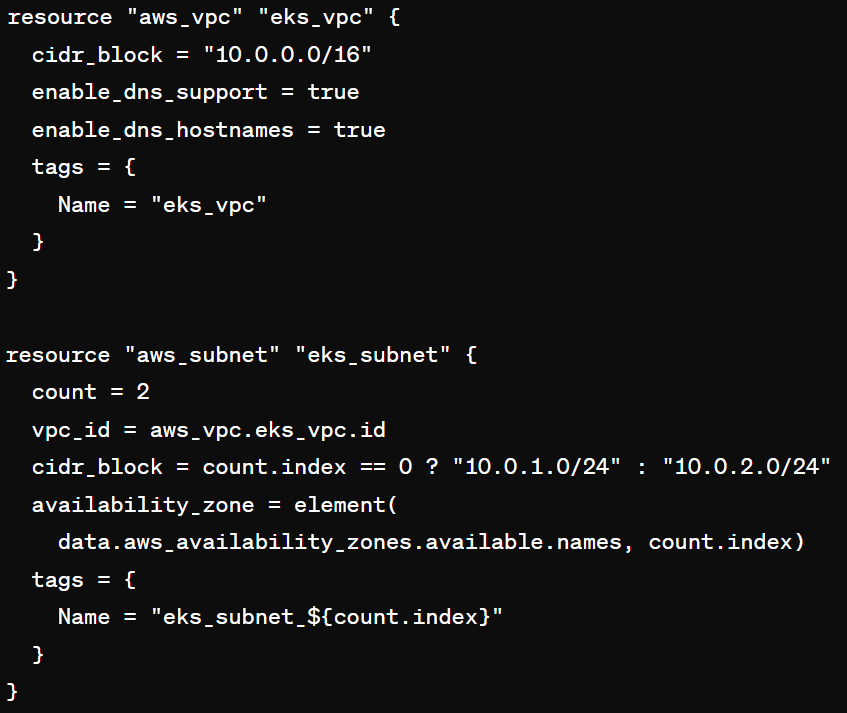 resource "aws_vpc" "eks_vpc" {
  cidr_block = "10.0.0.0/16"
  enable_dns_support = true
  enable_dns_hostnames = true
  tags = {
    Name = "eks_vpc"
  }
}

resource "aws_subnet" "eks_subnet" {
  count = 2
  vpc_id = aws_vpc.eks_vpc.id
  cidr_block = count.index == 0 ? "10.0.1.0/24" : "10.0.2.0/24"
  availability_zone = element(
    data.aws_availability_zones.available.names, count.index)
  tags = {
    Name = "eks_subnet_${count.index}"
  }
}